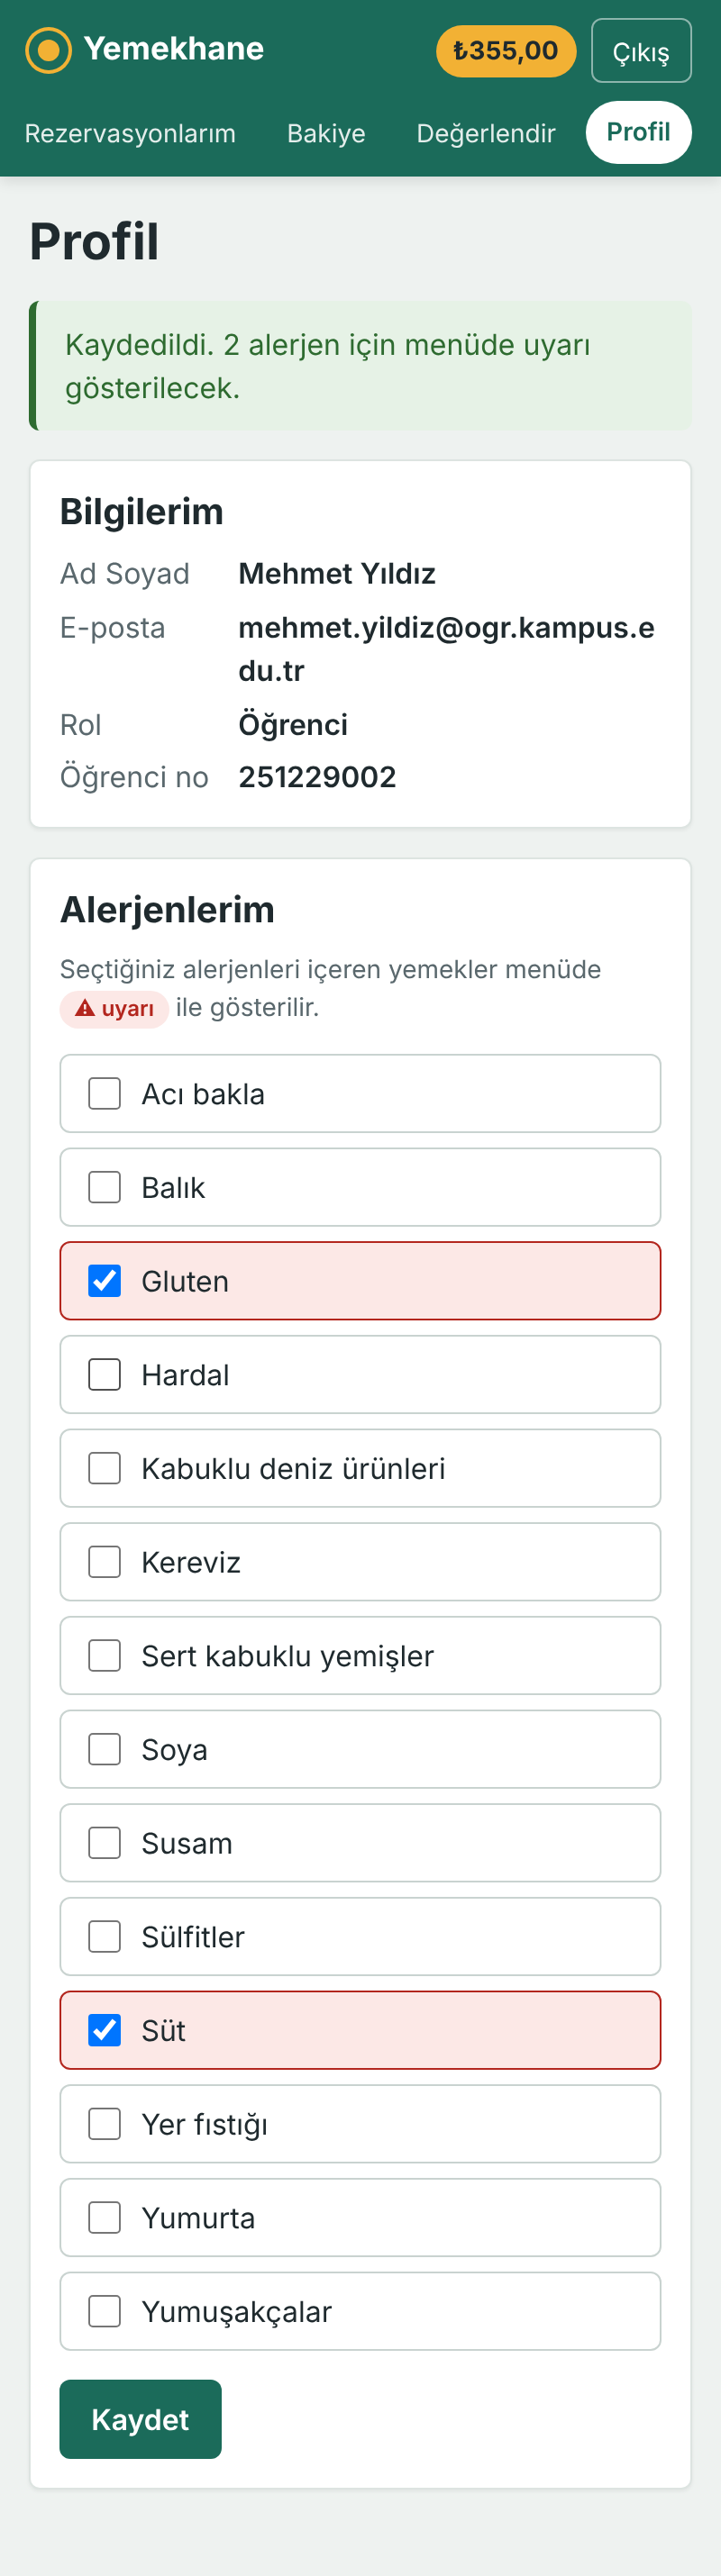 Yemekhane
₺355,00
Çıkış
Rezervasyonlarım
Bakiye
Değerlendir
Profil
Profil
Kaydedildi. 2 alerjen için menüde uyarı
gösterilecek.
Bilgilerim
Ad Soyad Mehmet Yıldız
E-posta mehmet.yildiz@ogr.kampus.e
du.tr
Rol Öğrenci
Öğrenci no 251229002
Alerjenlerim
Seçtiğiniz alerjenleri içeren yemekler menüde
⚠ uyarı ile gösterilir.
Acı bakla
Balık
Gluten
Hardal
Kabuklu deniz ürünleri
Kereviz
Sert kabuklu yemişler
Soya
Susam
Sülfitler
Süt
Yer fıstığı
Yumurta
Yumuşakçalar
Kaydet